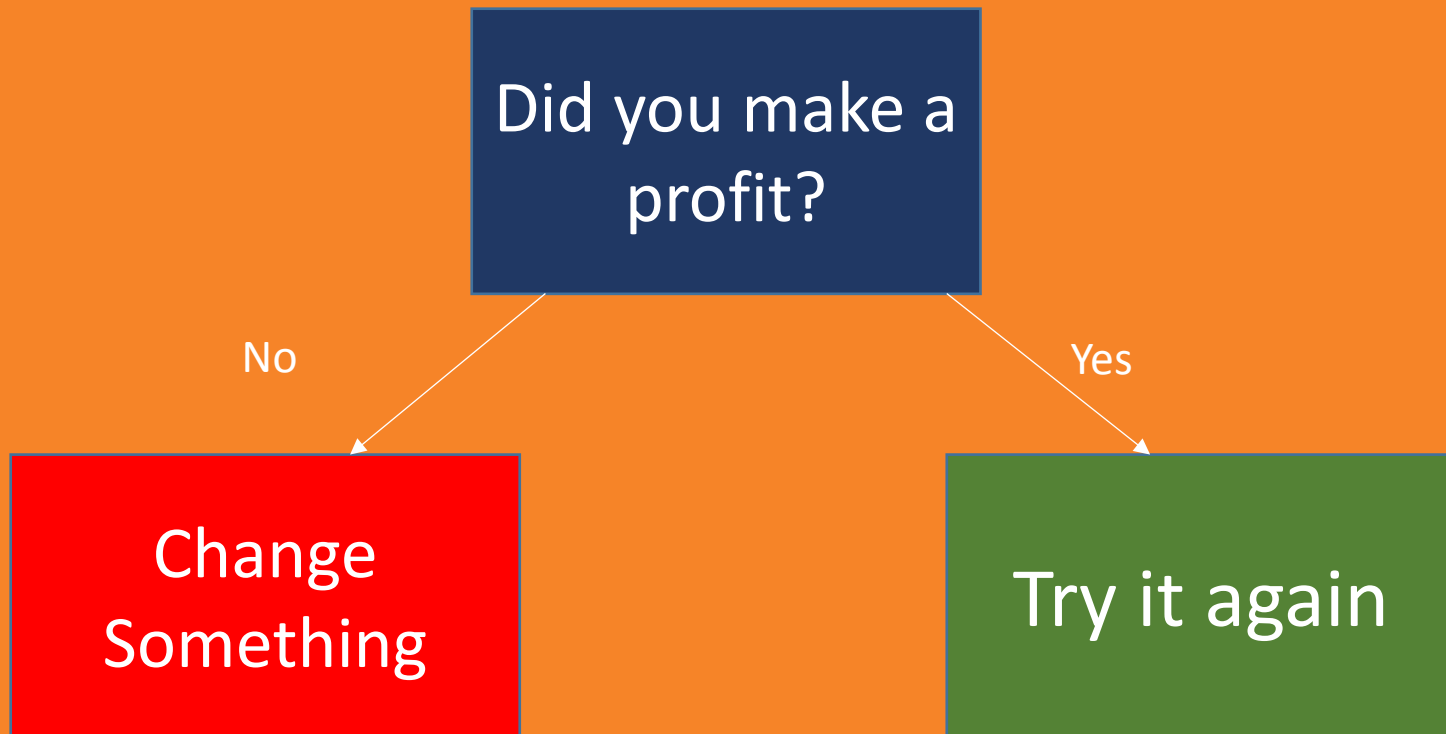 Did you make a
profit?
No
Yes
Change
Something
Try it again